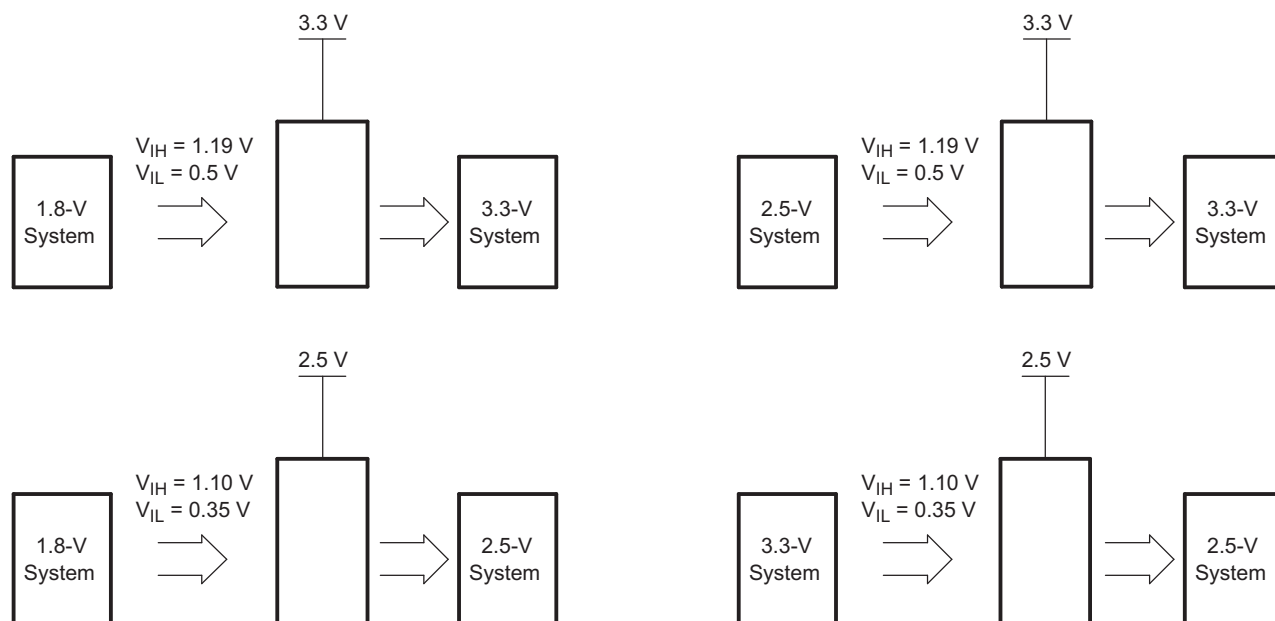 3.3 V
V_IH = 1.19 V
V_IL = 0.5 V
1.8-V
System
3.3-V
System
3.3 V
V_IH = 1.19 V
V_IL = 0.5 V
2.5-V
System
3.3-V
System
2.5 V
V_IH = 1.10 V
V_IL = 0.35 V
1.8-V
System
2.5-V
System
2.5 V
V_IH = 1.10 V
V_IL = 0.35 V
3.3-V
System
2.5-V
System